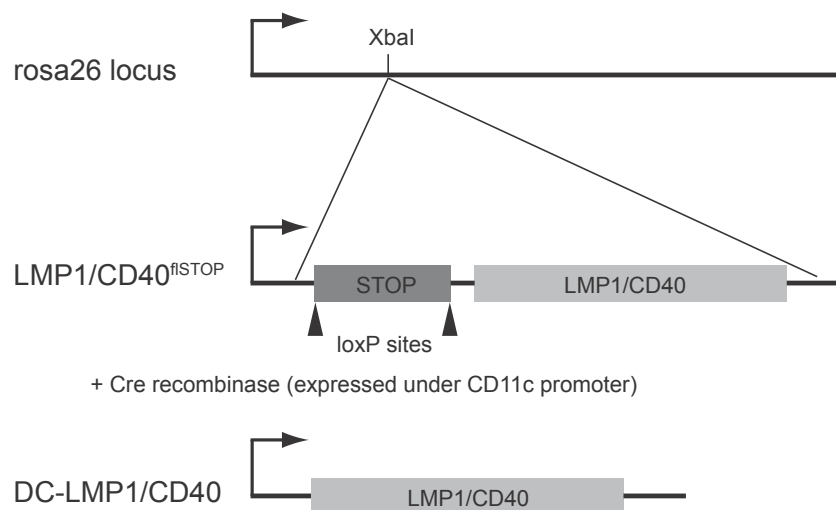 XbaI
rosa26 locus
LMP1/CD40flSTOP
STOP
LMP1/CD40
loxP sites
+ Cre recombinase (expressed under CD11c promoter)
DC-LMP1/CD40
LMP1/CD40